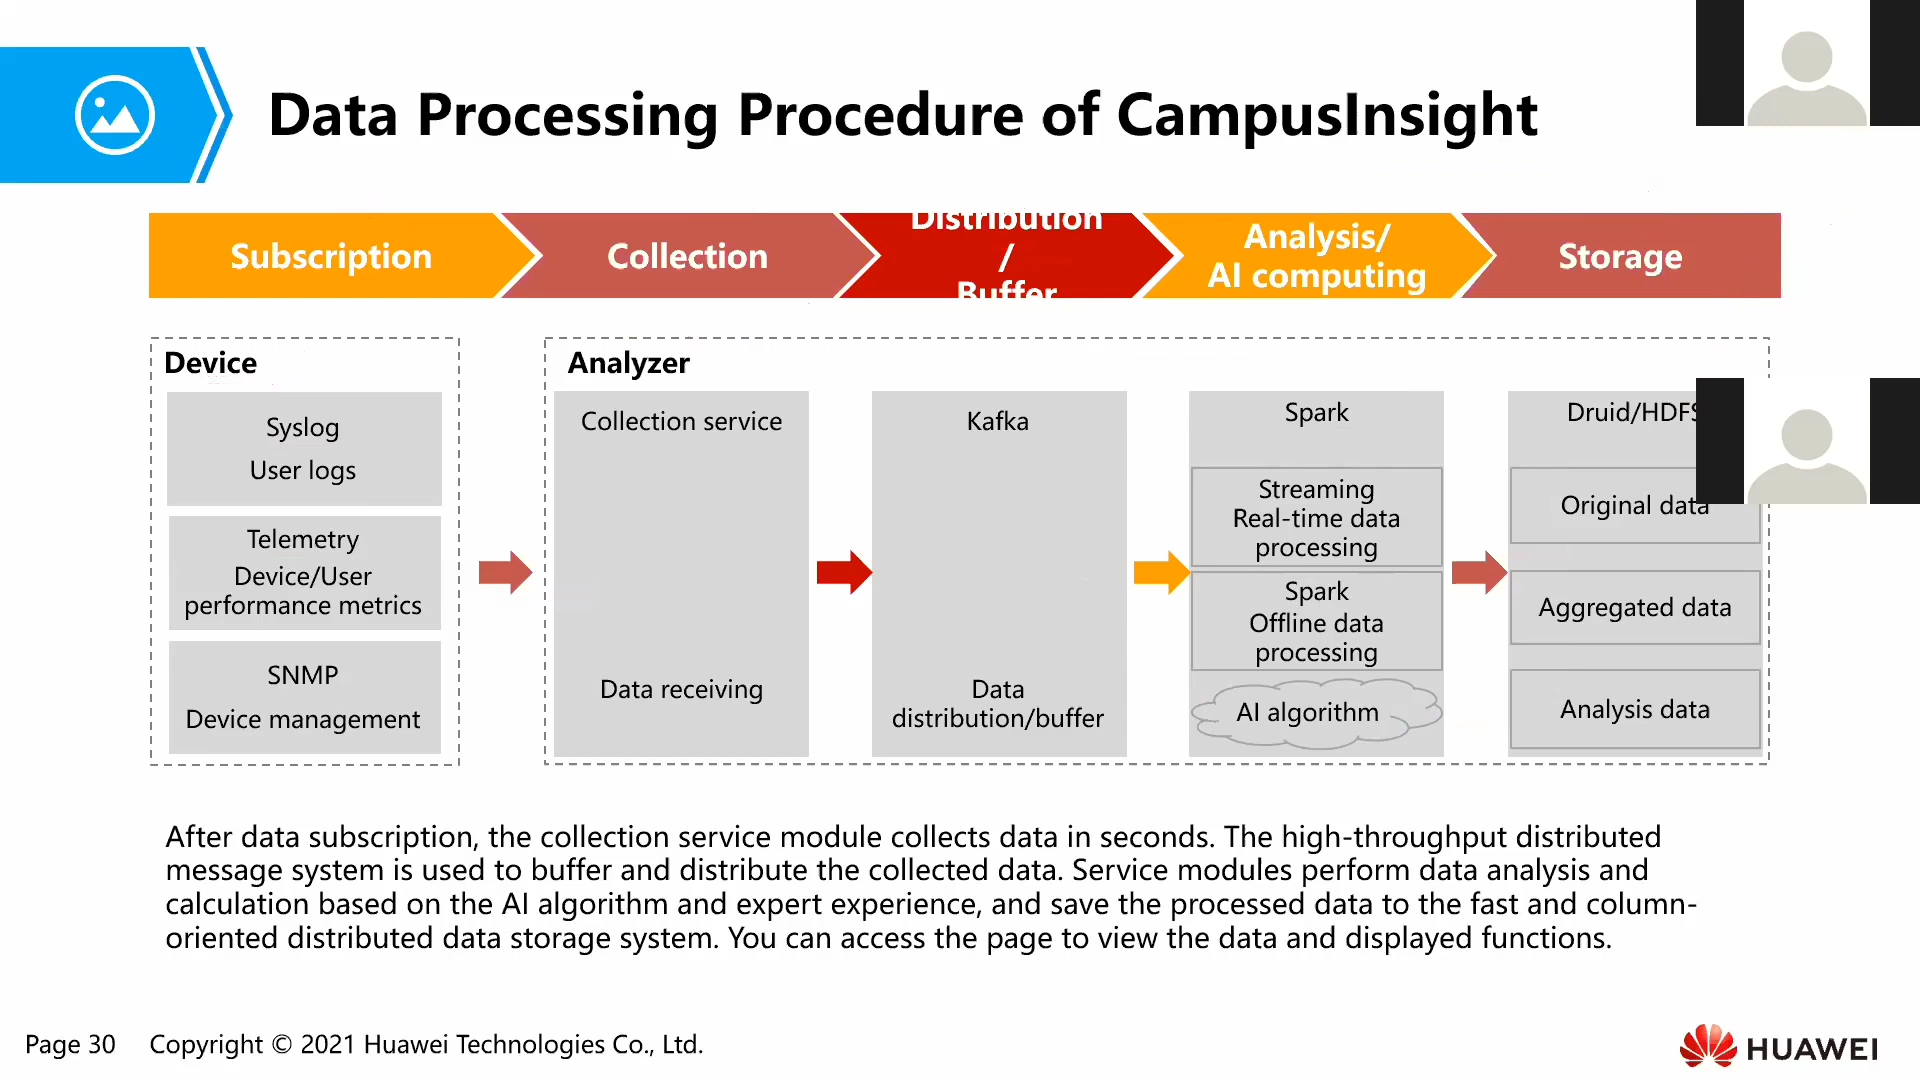 Data Processing Procedure of CampusInsight
Subscription
Collection
Distribution
/
Buffer
Analysis/
AI computing
Storage
Device
Syslog
User logs
Telemetry
Device/User
performance metrics
SNMP
Device management
Analyzer
Collection service
Data receiving
Kafka
Data
distribution/buffer
Spark
Streaming
Real-time data
processing
Spark
Offline data
processing
AI algorithm
Druid/HDFS
Original data
Aggregated data
Analysis data
After data subscription, the collection service module collects data in seconds. The high-throughput distributed
message system is used to buffer and distribute the collected data. Service modules perform data analysis and
calculation based on the AI algorithm and expert experience, and save the processed data to the fast and column-
oriented distributed data storage system. You can access the page to view the data and displayed functions.
Page 30 Copyright © 2021 Huawei Technologies Co., Ltd.
HUAWEI